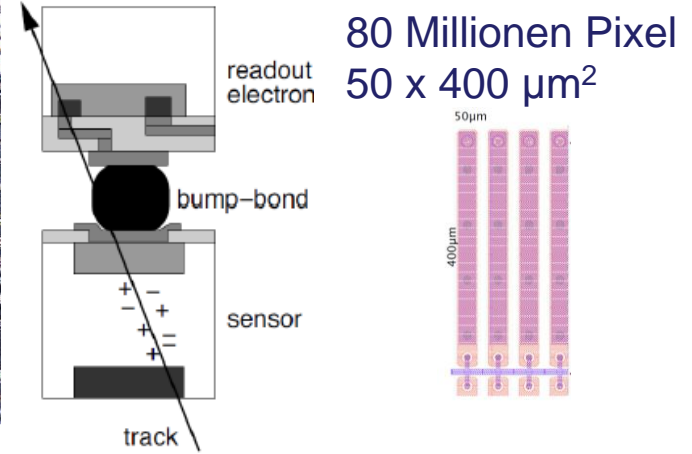 80 Millionen Pixel
50 x 400 µm²
readout
electron
bump-bond
sensor
track
50µm
400µm
+ −
− +
+ =
+ −